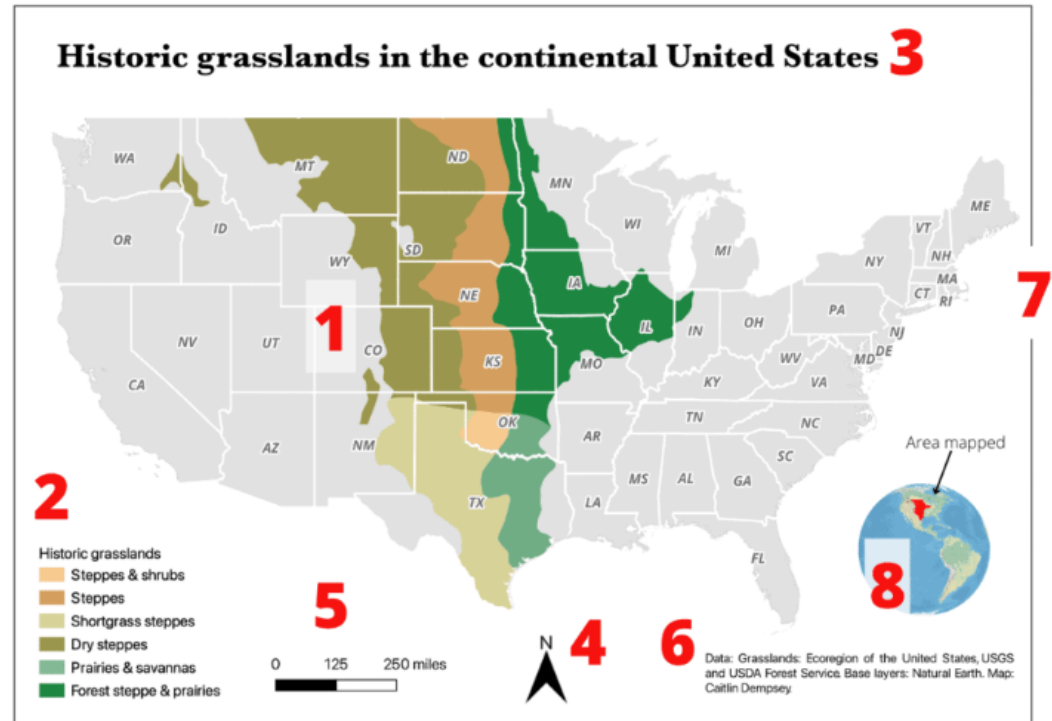 Historic grasslands in the continental United States 3
WA
MT
ND
MN
ME
OR
ID
SD
WI
MI
VT
NH
NY
WY
MA
CT
RI
7
1
NE
IA
PA
NV
UT
CO
IL
IN
OH
NJ
CA
KS
MO
WV
MD
DE
KY
VA
OK
TN
NC
AZ
NM
AR
SC
Area mapped
2
TX
MS
AL
GA
LA
FL
Historic grasslands
Steppes & shrubs
Steppes
Shortgrass steppes
Dry steppes
Prairies & savannas
Forest steppe & prairies
5
0 125 250 miles
N
4
6
8
Data: Grasslands: Ecoregion of the United States, USGS
and USDA Forest Service. Base layers: Natural Earth. Map:
Caitlin Dempsey.